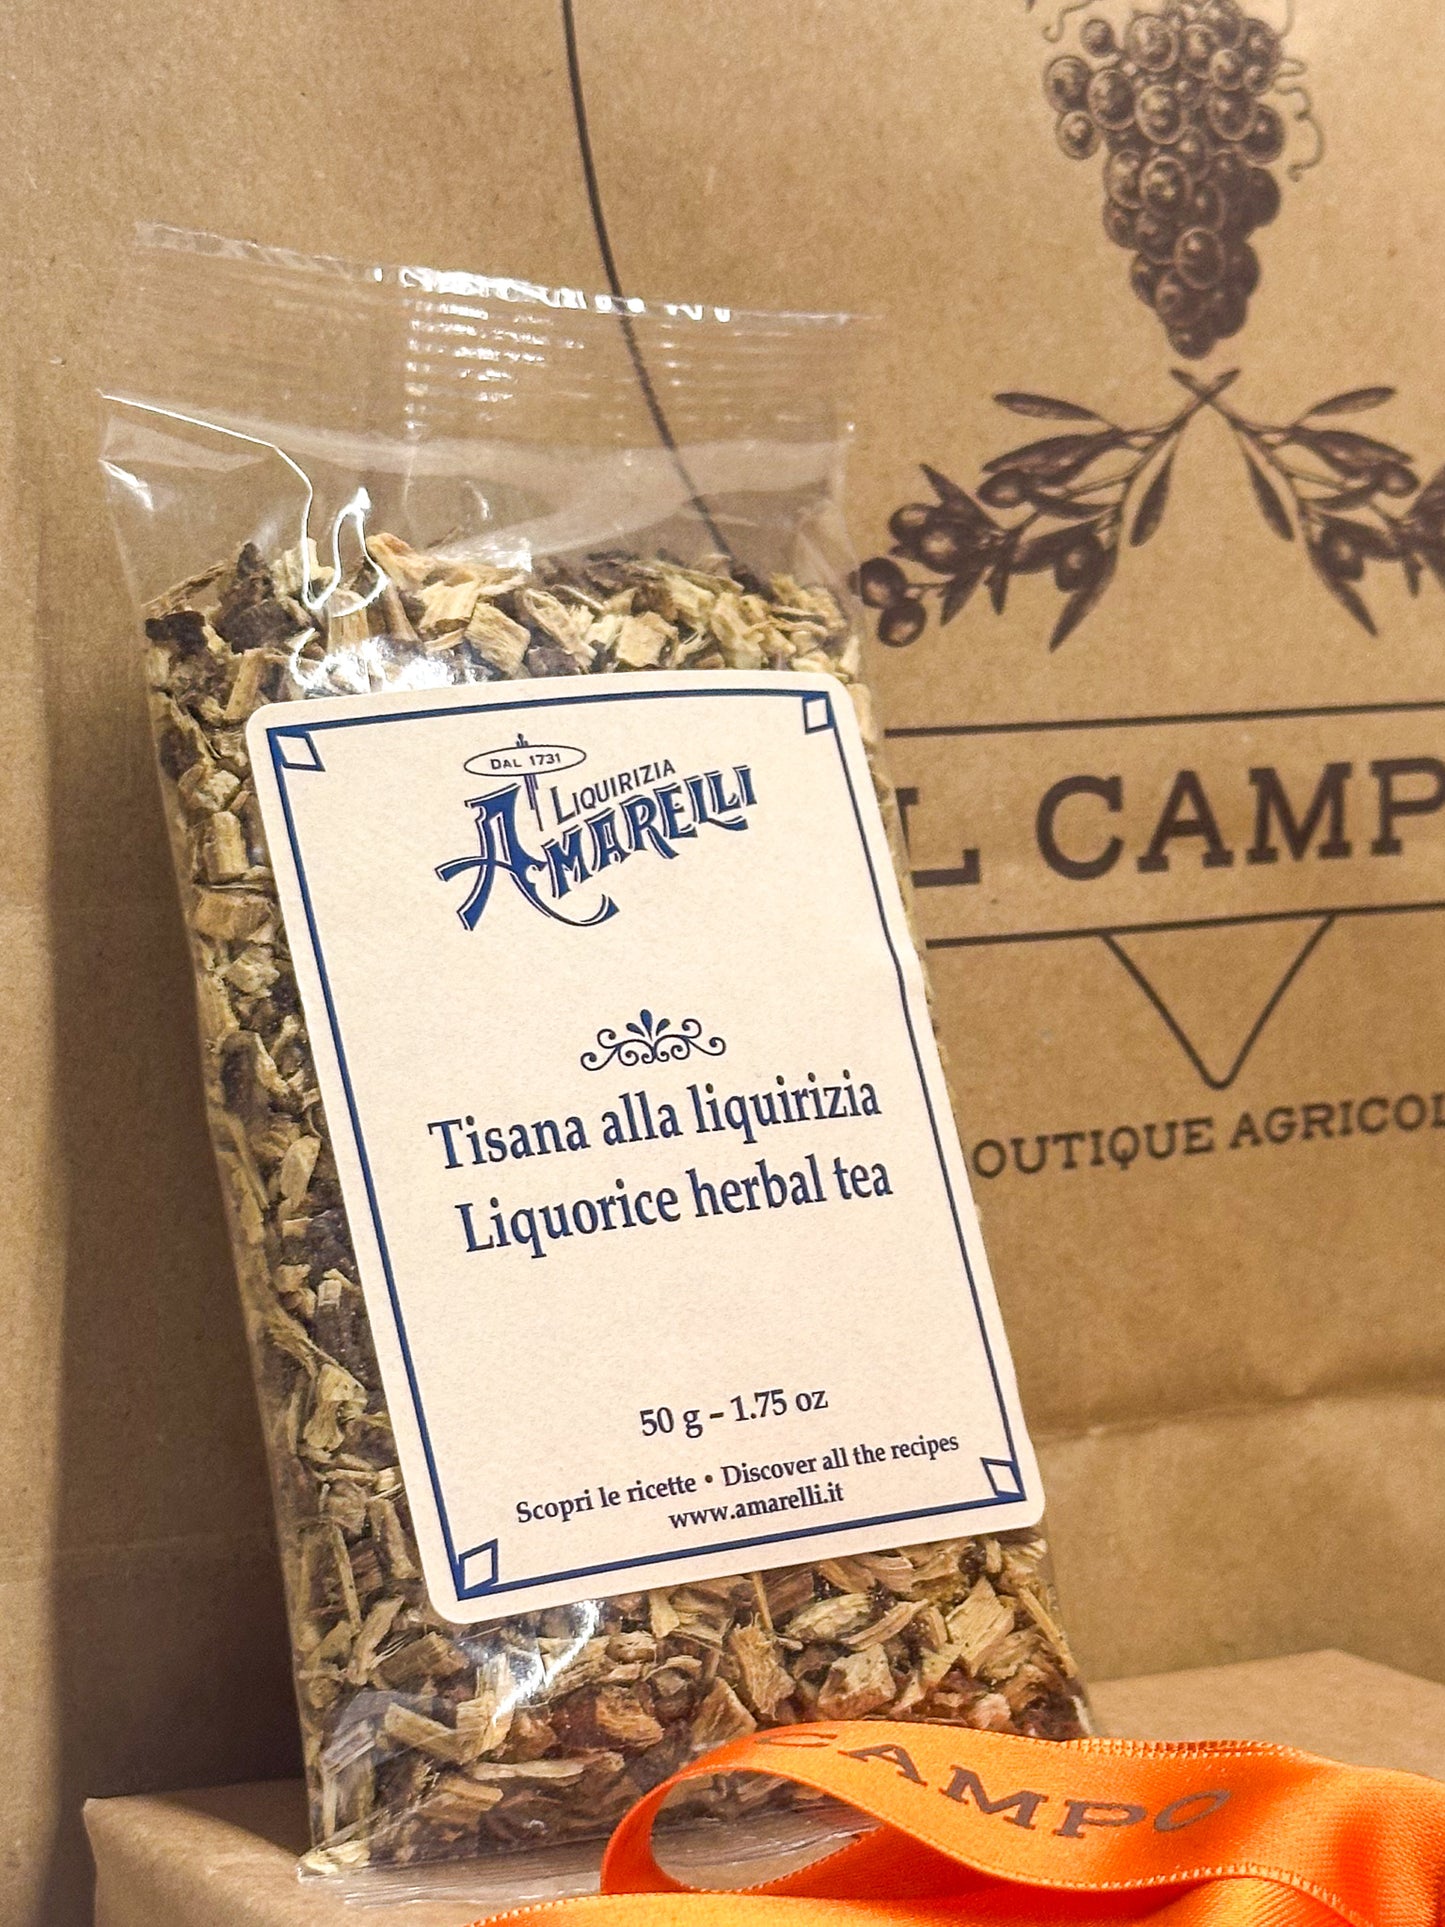 DAL 1731
LIQUIRIZIA
AMARELLI
Tisana alla liquirizia
Liquorice herbal tea
50 g – 1.75 oz
Scopri le ricette • Discover all the recipes
www.amarelli.it
L CAMP
OUTIQUE AGRICOL
CAMPO